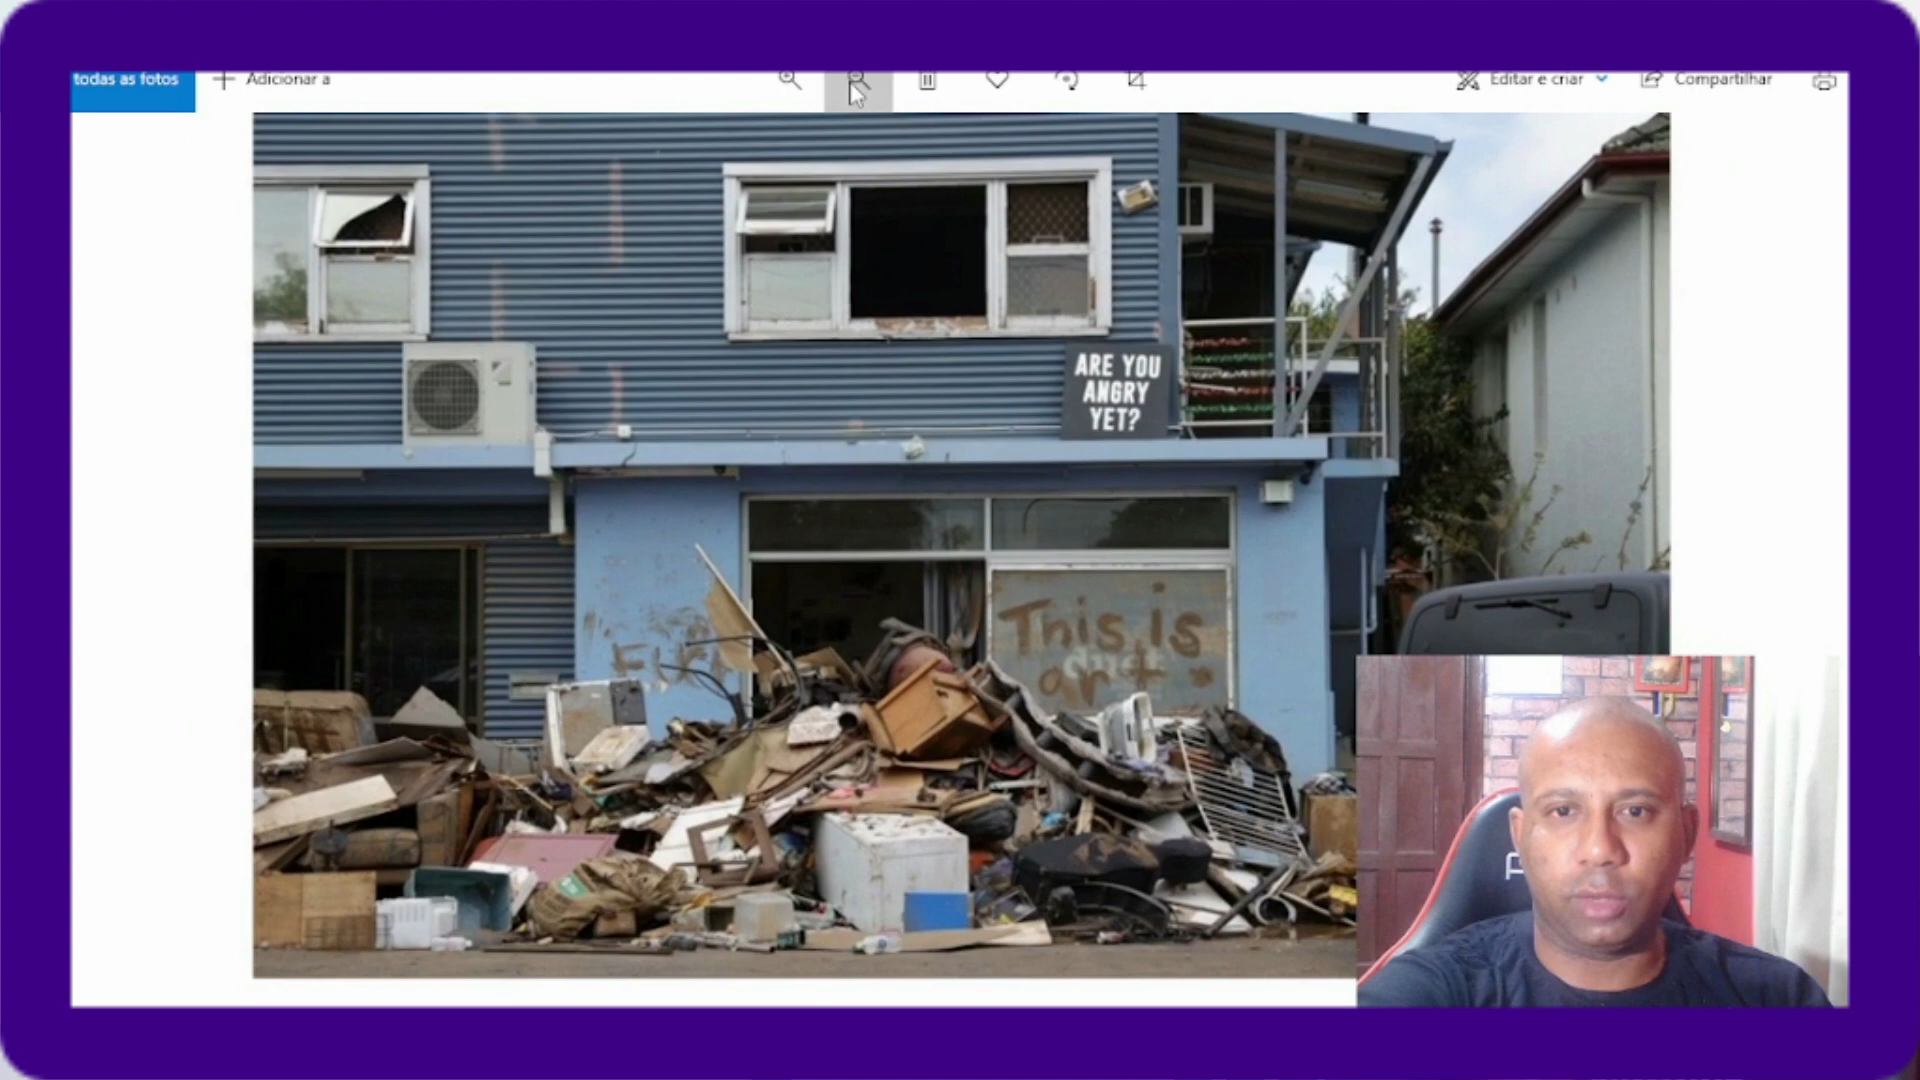 todas as fotos
Adicionar a
Editar e criar
Compartilhar
ARE YOU
ANGRY
YET?
This is
art